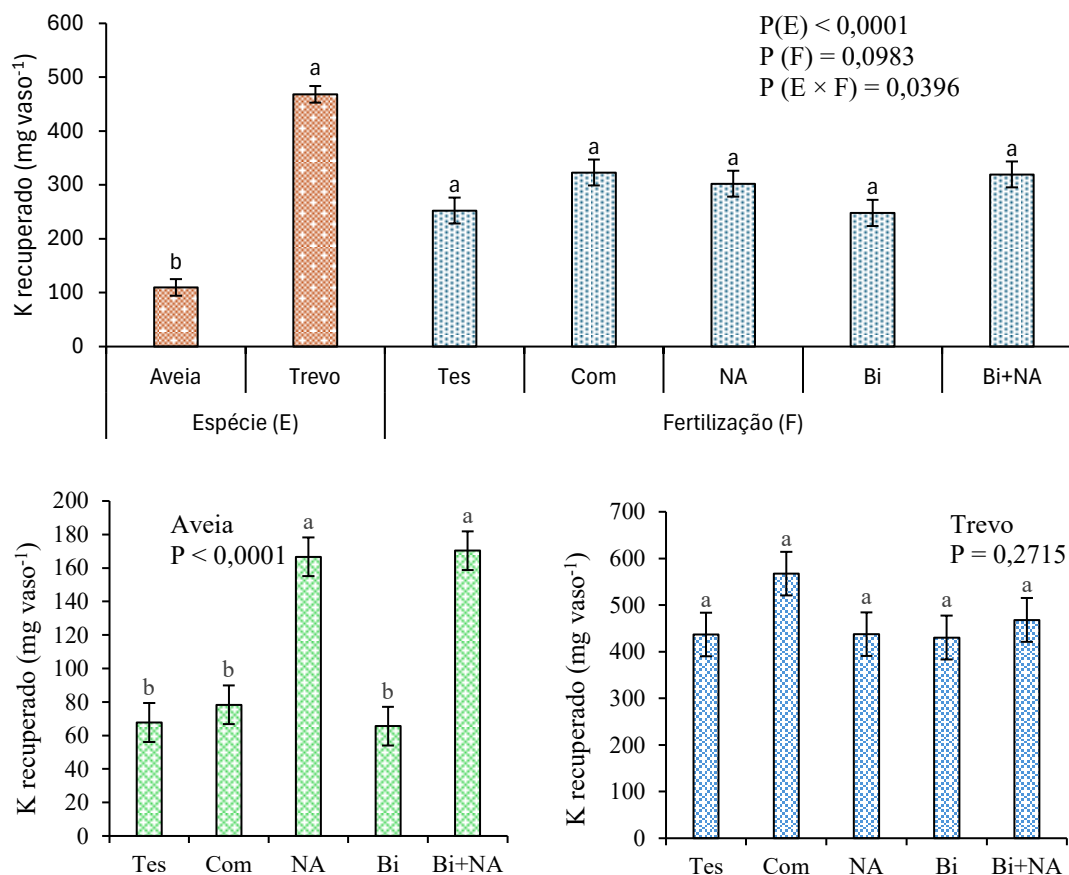 K recuperado (mg vaso-1)
600
500
400
300
200
100
0
P(E) < 0,0001
P (F) = 0,0983
P (E × F) = 0,0396
b
a
a
a
a
a
a
Aveia Trevo Tes Com NA Bi Bi+NA
Espécie (E) Fertilização (F)
K recuperado (mg vaso-1)
200
180
160
140
120
100
80
60
40
20
0
Aveia
P < 0,0001
b
b
a
b
a
Tes Com NA Bi Bi+NA
K recuperado (mg vaso-1)
700
600
500
400
300
200
100
0
Trevo
P = 0,2715
a
a
a
a
a
Tes Com NA Bi Bi+NA